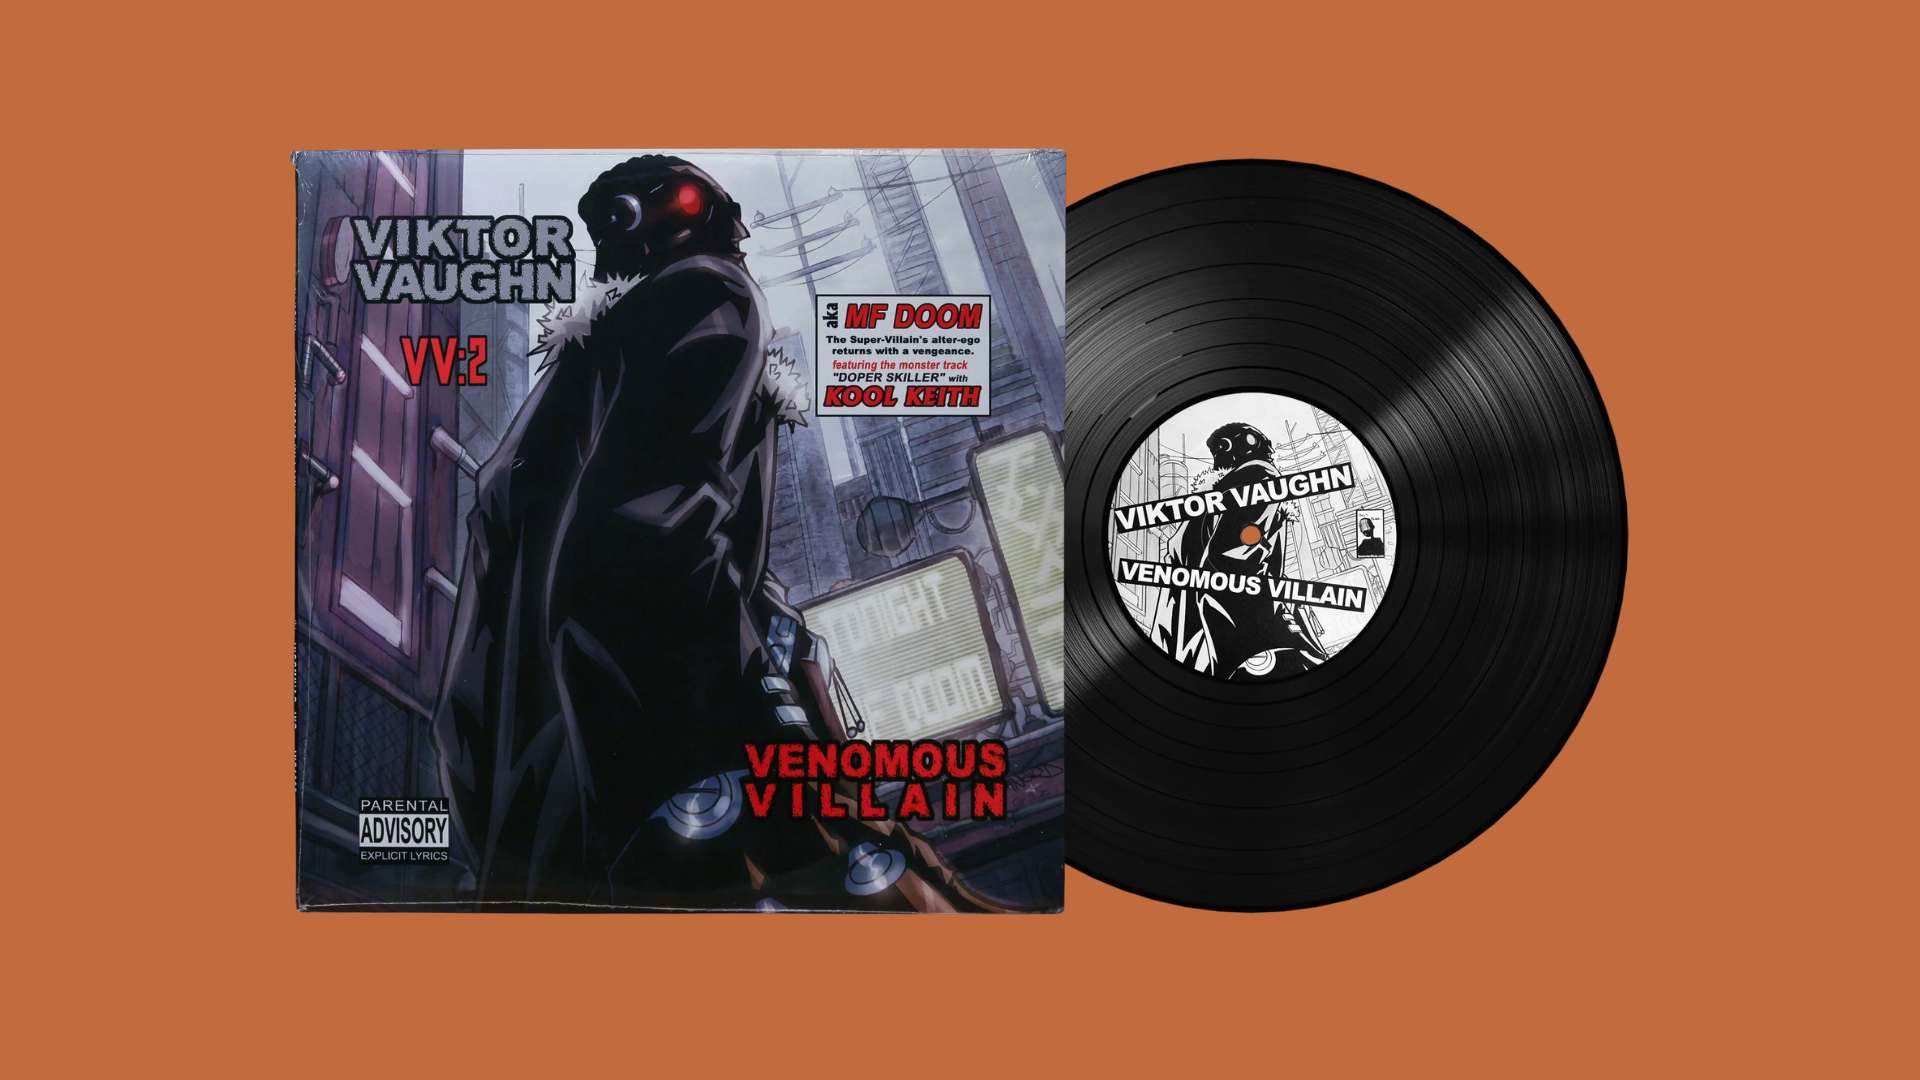 VIKTOR
VAUGHN
VV:2
aka
MF DOOM
The Super-Villain's alter-ego
returns with a vengeance.
featuring the monster track
"DOPER SKILLER" with
KOOL KEITH
TONIGHT
DOOM
VENOMOUS
VILLAIN
PARENTAL
ADVISORY
EXPLICIT LYRICS
VIKTOR VAUGHN
VENOMOUS VILLAIN